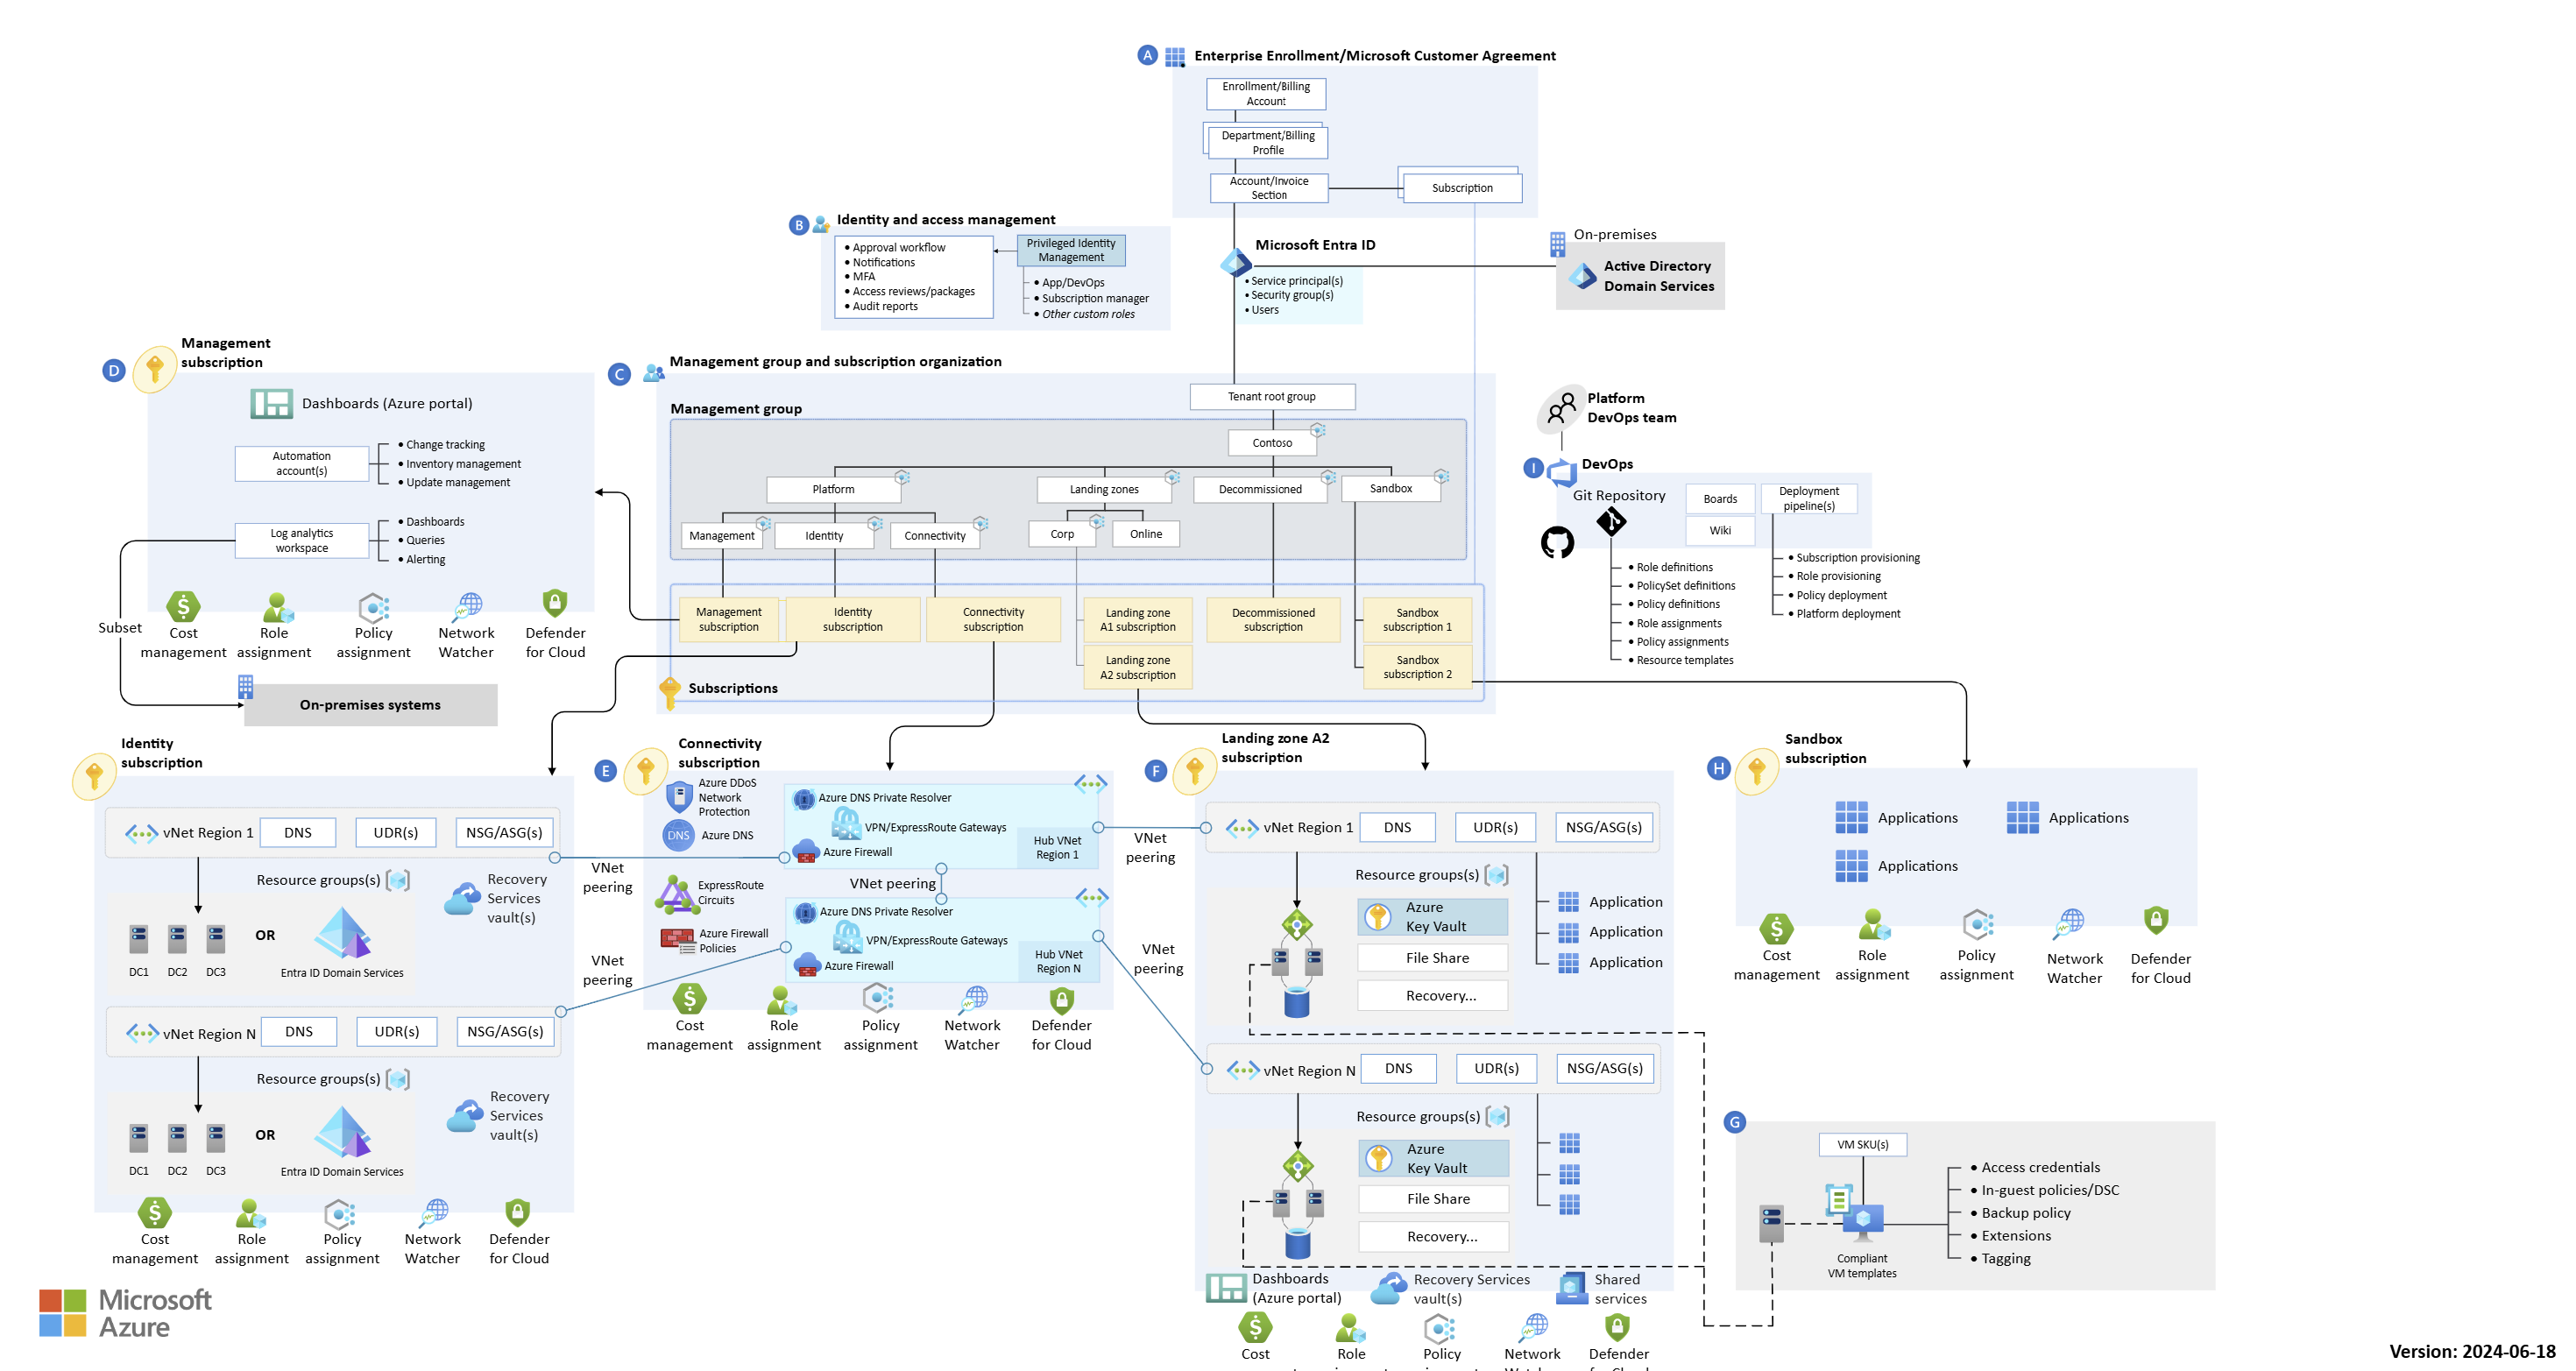 A
Enterprise Enrollment/Microsoft Customer Agreement
Enrollment/Billing
Account
Department/Billing
Profile
Account/Invoice
Section
Subscription
B
Identity and access management
• Approval workflow
• Notifications
• MFA
• Access reviews/packages
• Audit reports
Privileged Identity
Management
• App/DevOps
• Subscription manager
• Other custom roles
Microsoft Entra ID
• Service principal(s)
• Security group(s)
• Users
On-premises
Active Directory
Domain Services
D
Management
subscription
Dashboards (Azure portal)
Automation
account(s)
• Change tracking
• Inventory management
• Update management
Log analytics
workspace
• Dashboards
• Queries
• Alerting
Subset
Cost
management
Role
assignment
Policy
assignment
Network
Watcher
Defender
for Cloud
On-premises systems
C
Management group and subscription organization
Management group
Tenant root group
Contoso
Platform
Landing zones
Decommissioned
Sandbox
Management
Identity
Connectivity
Corp
Online
Management
subscription
Identity
subscription
Connectivity
subscription
Landing zone
A1 subscription
Landing zone
A2 subscription
Decommissioned
subscription
Sandbox
subscription 1
Sandbox
subscription 2
Subscriptions
Platform
DevOps team
I
DevOps
Git Repository
Boards
Wiki
Deployment
pipeline(s)
• Role definitions
• PolicySet definitions
• Policy definitions
• Role assignments
• Policy assignments
• Resource templates
• Subscription provisioning
• Role provisioning
• Policy deployment
• Platform deployment
Identity
subscription
vNet Region 1
DNS
UDR(s)
NSG/ASG(s)
Resource groups(s)
Recovery
Services
vault(s)
DC1
DC2
DC3
OR
Entra ID Domain Services
vNet Region N
DNS
UDR(s)
NSG/ASG(s)
Resource groups(s)
Recovery
Services
vault(s)
DC1
DC2
DC3
OR
Entra ID Domain Services
Cost
management
Role
assignment
Policy
assignment
Network
Watcher
Defender
for Cloud
VNet
peering
VNet
peering
E
Connectivity
subscription
Azure DDoS
Network
Protection
DNS
Azure DNS
ExpressRoute
Circuits
Azure Firewall
Policies
Azure DNS Private Resolver
VPN/ExpressRoute Gateways
Azure Firewall
Hub VNet
Region 1
VNet peering
Azure DNS Private Resolver
VPN/ExpressRoute Gateways
Azure Firewall
Hub VNet
Region N
Cost
management
Role
assignment
Policy
assignment
Network
Watcher
Defender
for Cloud
VNet
peering
VNet
peering
F
Landing zone A2
subscription
vNet Region 1
DNS
UDR(s)
NSG/ASG(s)
Resource groups(s)
Azure
Key Vault
File Share
Recovery...
Application
Application
Application
vNet Region N
DNS
UDR(s)
NSG/ASG(s)
Resource groups(s)
Azure
Key Vault
File Share
Recovery...
Dashboards
(Azure portal)
Recovery Services
vault(s)
Shared
services
Cost
Role
Policy
Network
Defender
H
Sandbox
subscription
Applications
Applications
Applications
Cost
management
Role
assignment
Policy
assignment
Network
Watcher
Defender
for Cloud
G
VM SKU(s)
Compliant
VM templates
• Access credentials
• In-guest policies/DSC
• Backup policy
• Extensions
• Tagging
Microsoft
Azure
Version: 2024-06-18